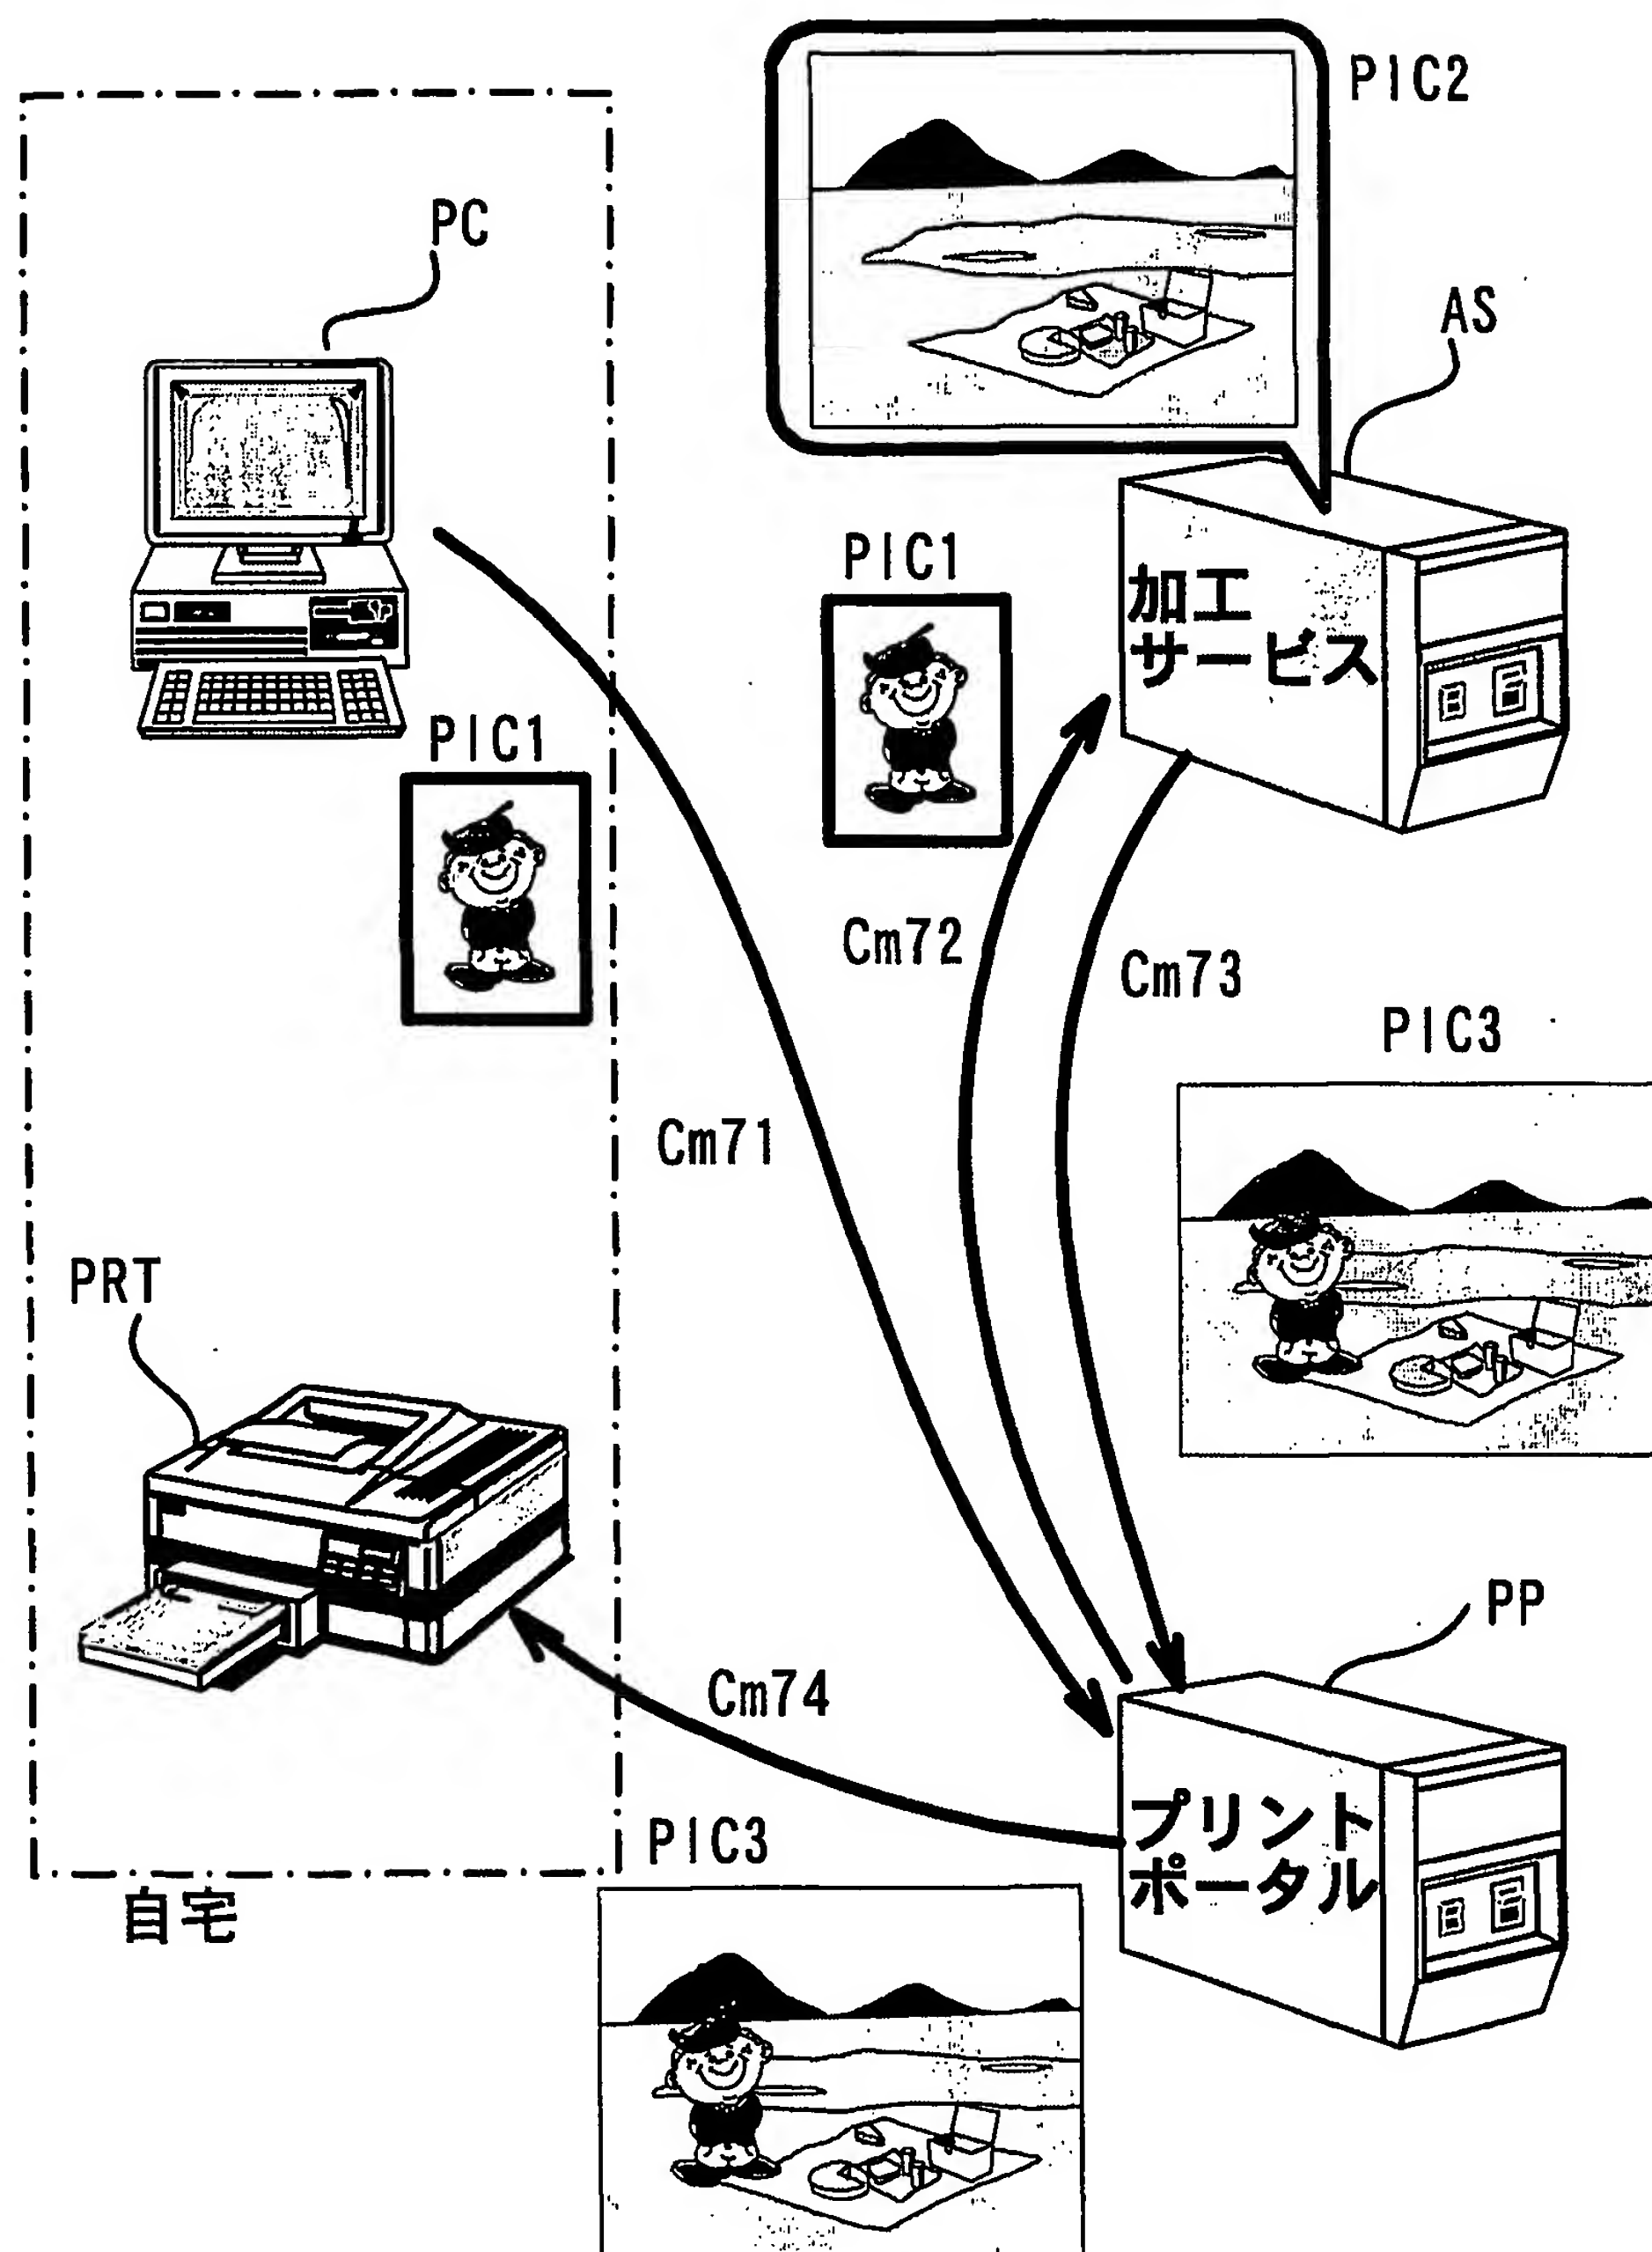 PIC2
PC
AS
PIC1
加工
サービス
PIC1
Cm72
Cm73
PIC3
Cm71
PRT
PP
Cm74
プリント
ポータル
PIC3
自宅